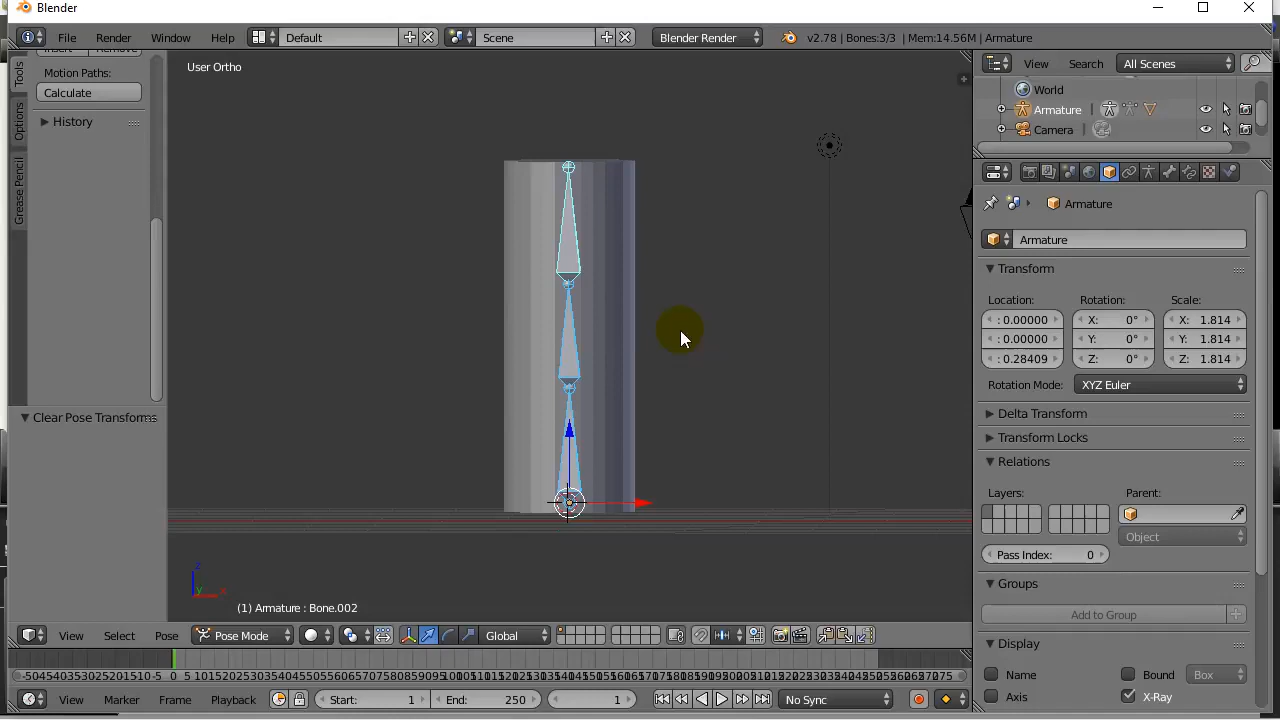 Blender
File Render Window Help Default Scene Blender Render v2.78 | Bones:3/3 | Mem:14.56M | Armature
Insert Remove
Motion Paths:
Calculate
History
Tools
Options
Grease Pencil
Clear Pose Transforms
User Ortho
(1) Armature : Bone.002
z
y x
View Search All Scenes
World
Armature
Camera
Armature
Armature
Transform
Location: Rotation: Scale:
: 0.00000 X: 0° X: 1.814
: 0.00000 Y: 0° Y: 1.814
: 0.28409 Z: 0° Z: 1.814
Rotation Mode: XYZ Euler
Delta Transform
Transform Locks
Relations
Layers: Parent:
Object:
Pass Index: 0
Groups
Add to Group
Display
Name Bound Box
Axis X-Ray
View Select Pose Pose Mode Global
View Marker Frame Playback Start: 1 End: 250 1 No Sync